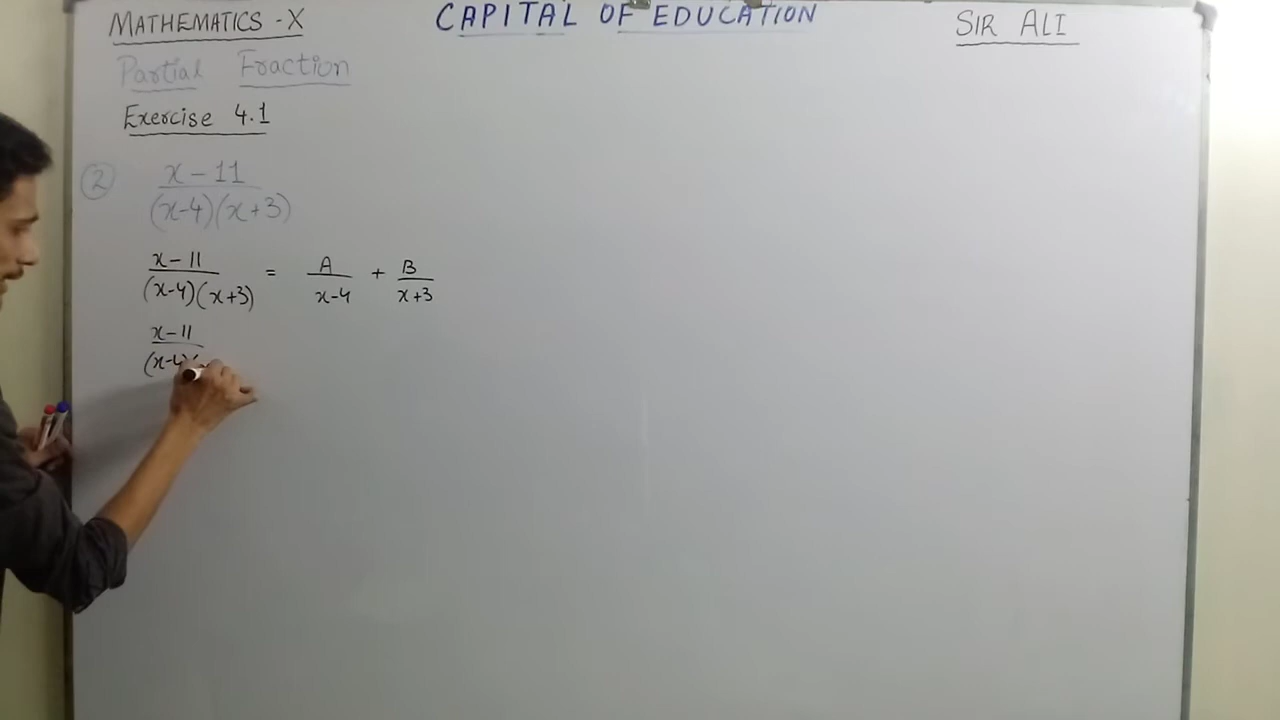 MATHEMATICS - X
CAPITAL OF EDUCATION
SIR ALI
Partial Fraction
Exercise 4.1
② x - 11
(x-4)(x+3)
x - 11 = A + B
(x-4)(x+3) x-4 x+3
x - 11
(x-4)(